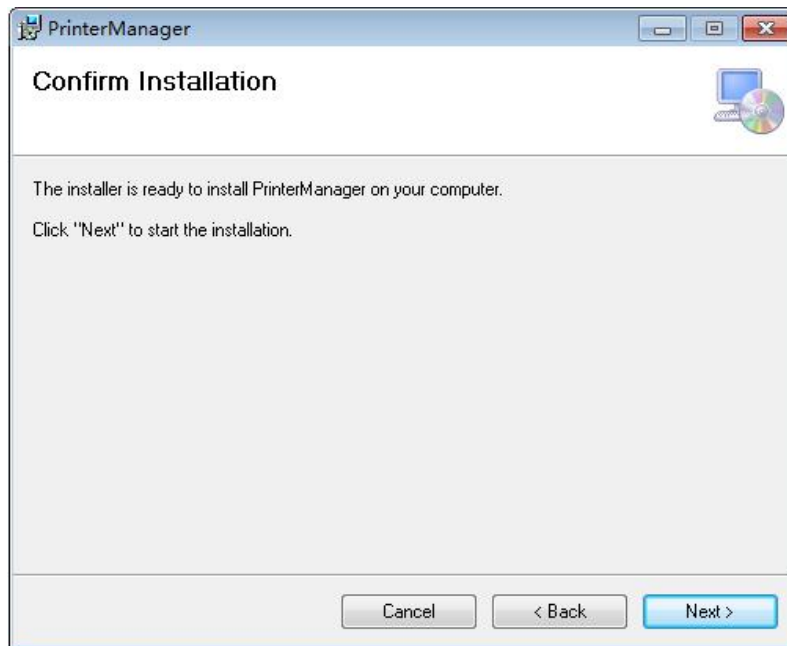 PrinterManager
Confirm Installation
The installer is ready to install PrinterManager on your computer.
Click "Next" to start the installation.
Cancel
< Back
Next >